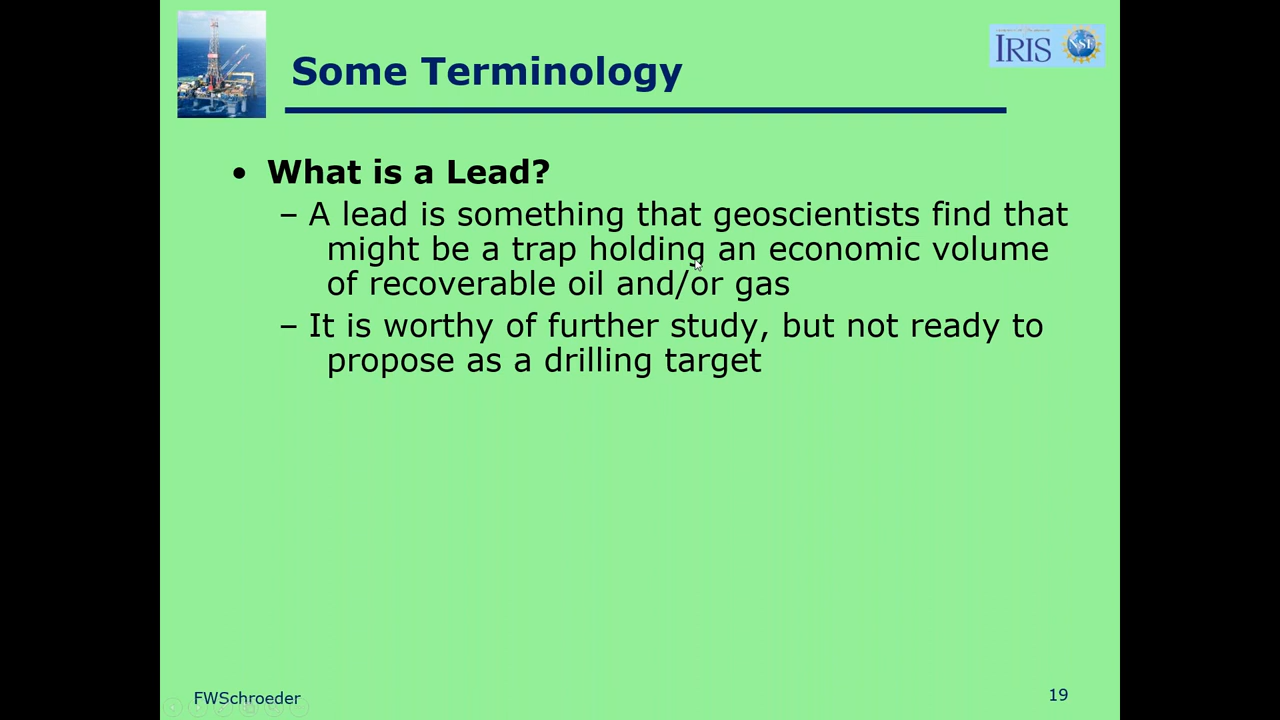 Some Terminology
IRIS
NSF
• What is a Lead?
– A lead is something that geoscientists find that
might be a trap holding an economic volume
of recoverable oil and/or gas
– It is worthy of further study, but not ready to
propose as a drilling target
FWSchroeder
19